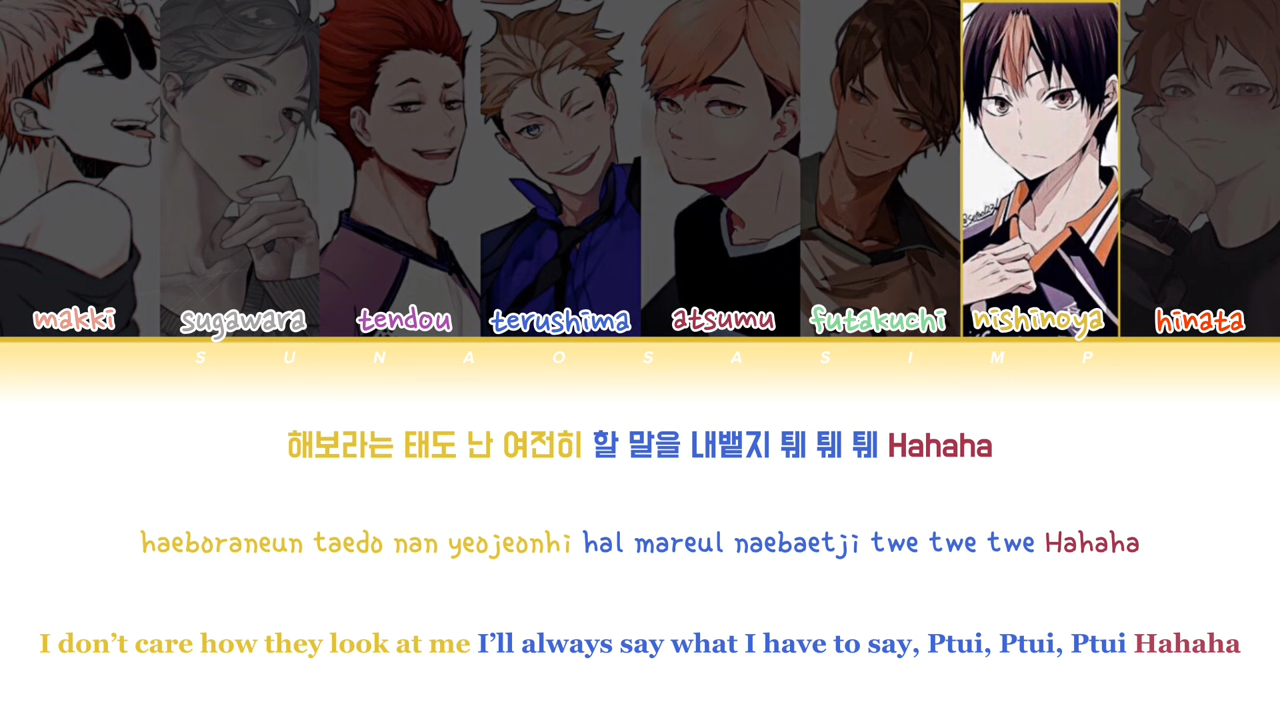 makki sugawara tendou terushima atsumu futakuchi nishinoya hinata
S U N A O S A S I M P
해보라는 태도 난 여전히 할 말을 내뱉지 퉤 퉤 퉤 Hahaha
haeboraneun taedo nan yeojeonhi hal mareul naebaetji twe twe twe Hahaha
I don’t care how they look at me I’ll always say what I have to say, Ptui, Ptui, Ptui Hahaha